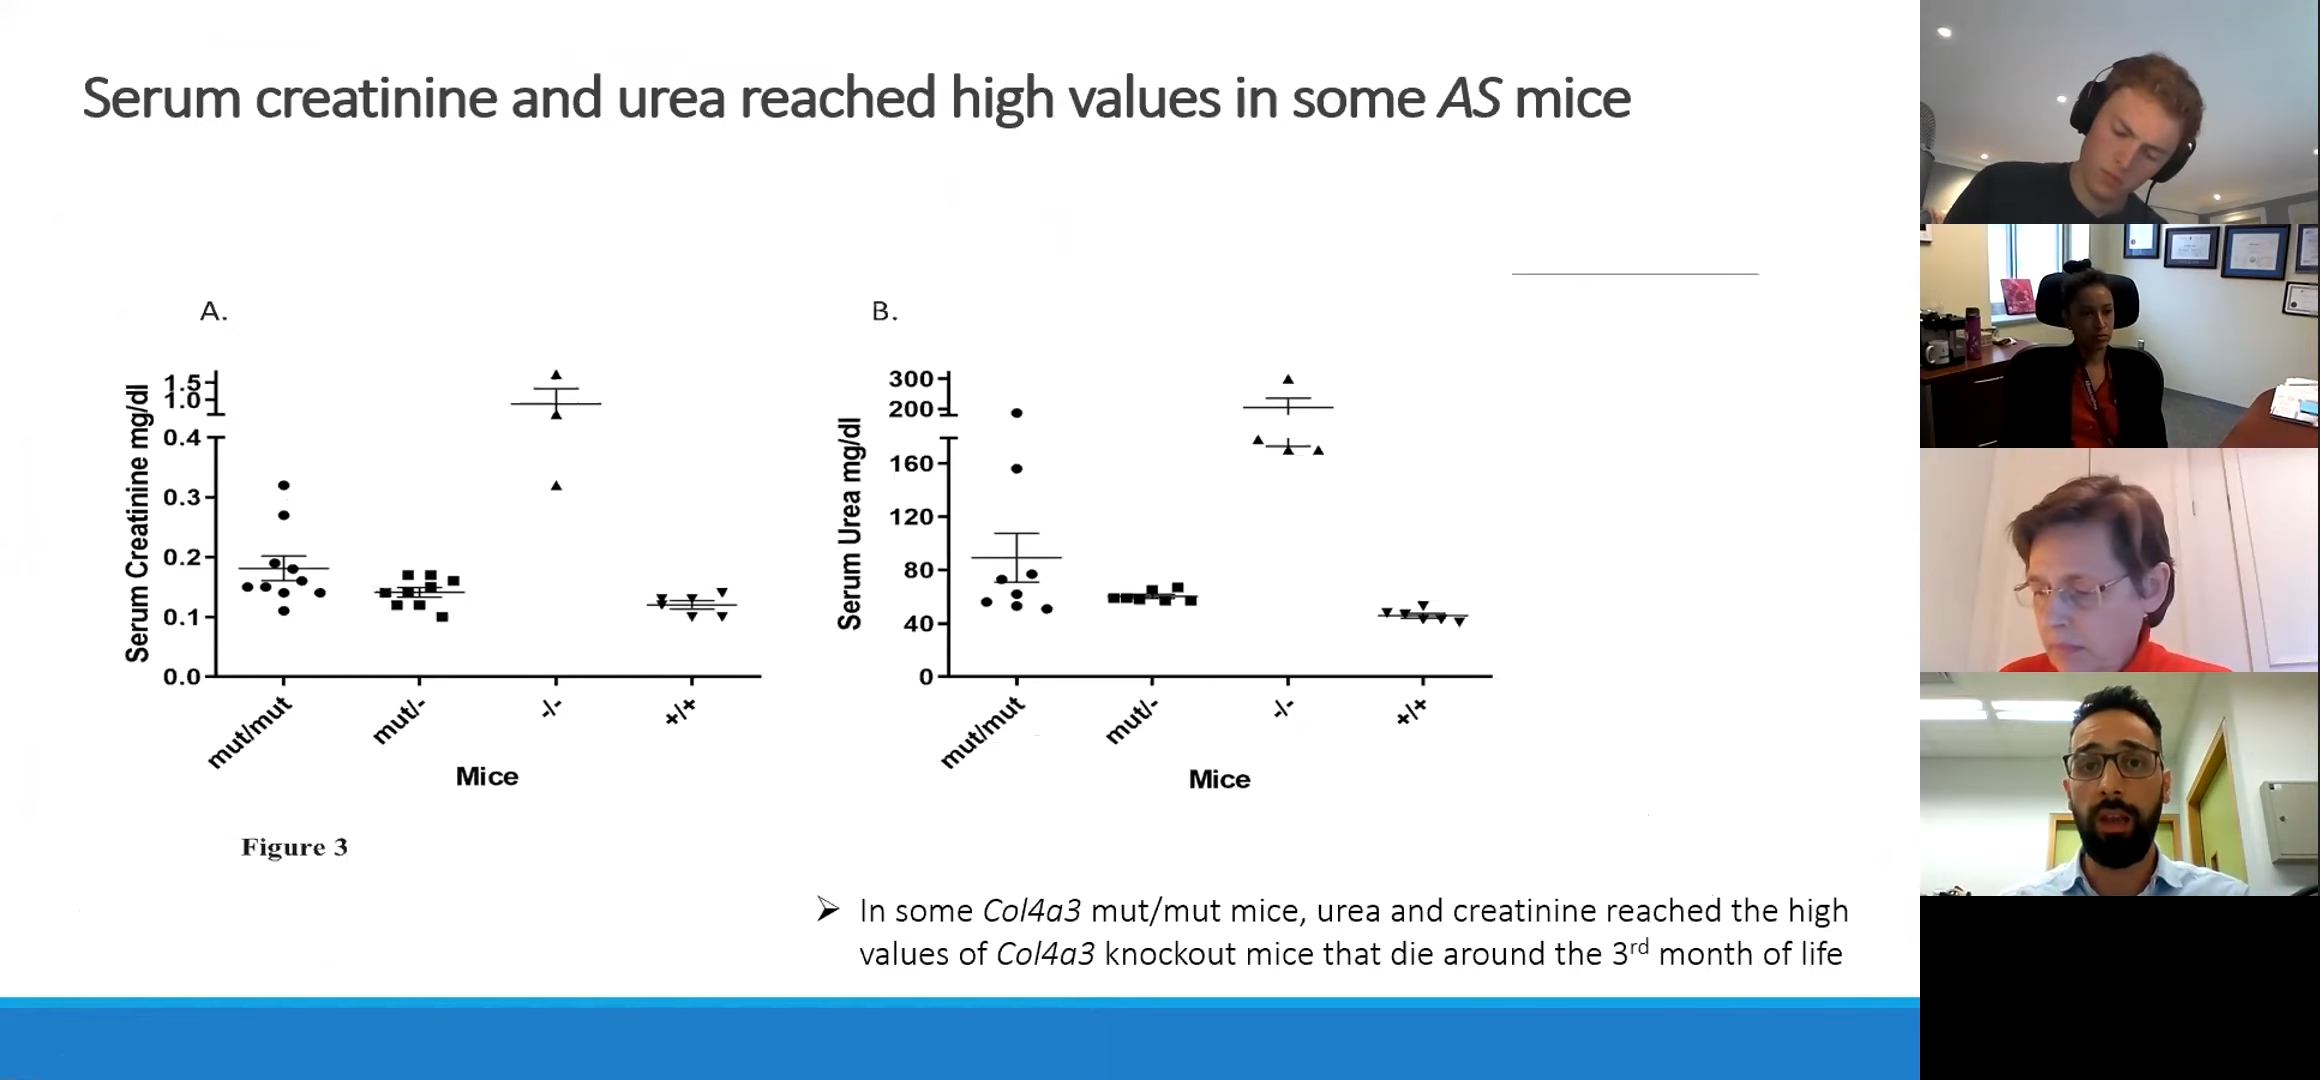 Serum creatinine and urea reached high values in some AS mice
A.
Serum Creatinine mg/dl
1.5
1.0
0.4
0.3
0.2
0.1
0.0
mut/mut
mut/-
-/-
+/+
Mice
B.
Serum Urea mg/dl
300
200
160
120
80
40
0
mut/mut
mut/-
-/-
+/+
Mice
Figure 3
➢ In some Col4a3 mut/mut mice, urea and creatinine reached the high
values of Col4a3 knockout mice that die around the 3rd month of life